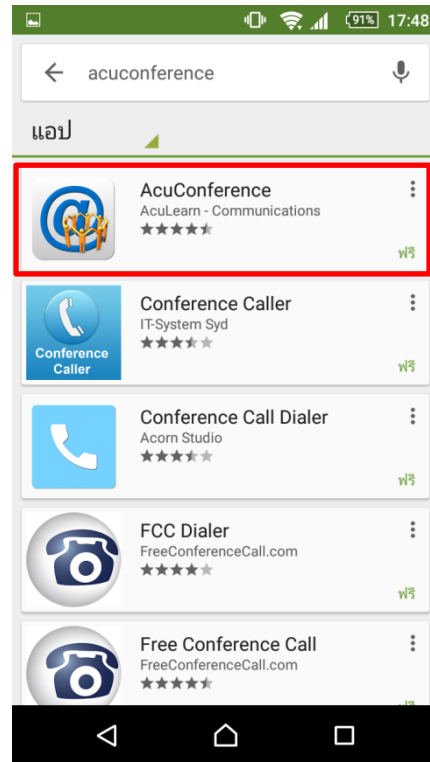 91% 17:48
acuconference
แอป
AcuConference
AcuLearn - Communications
ฟรี
Conference Caller
IT-System Syd
ฟรี
Conference
Caller
Conference Call Dialer
Acorn Studio
ฟรี
FCC Dialer
FreeConferenceCall.com
ฟรี
Free Conference Call
FreeConferenceCall.com